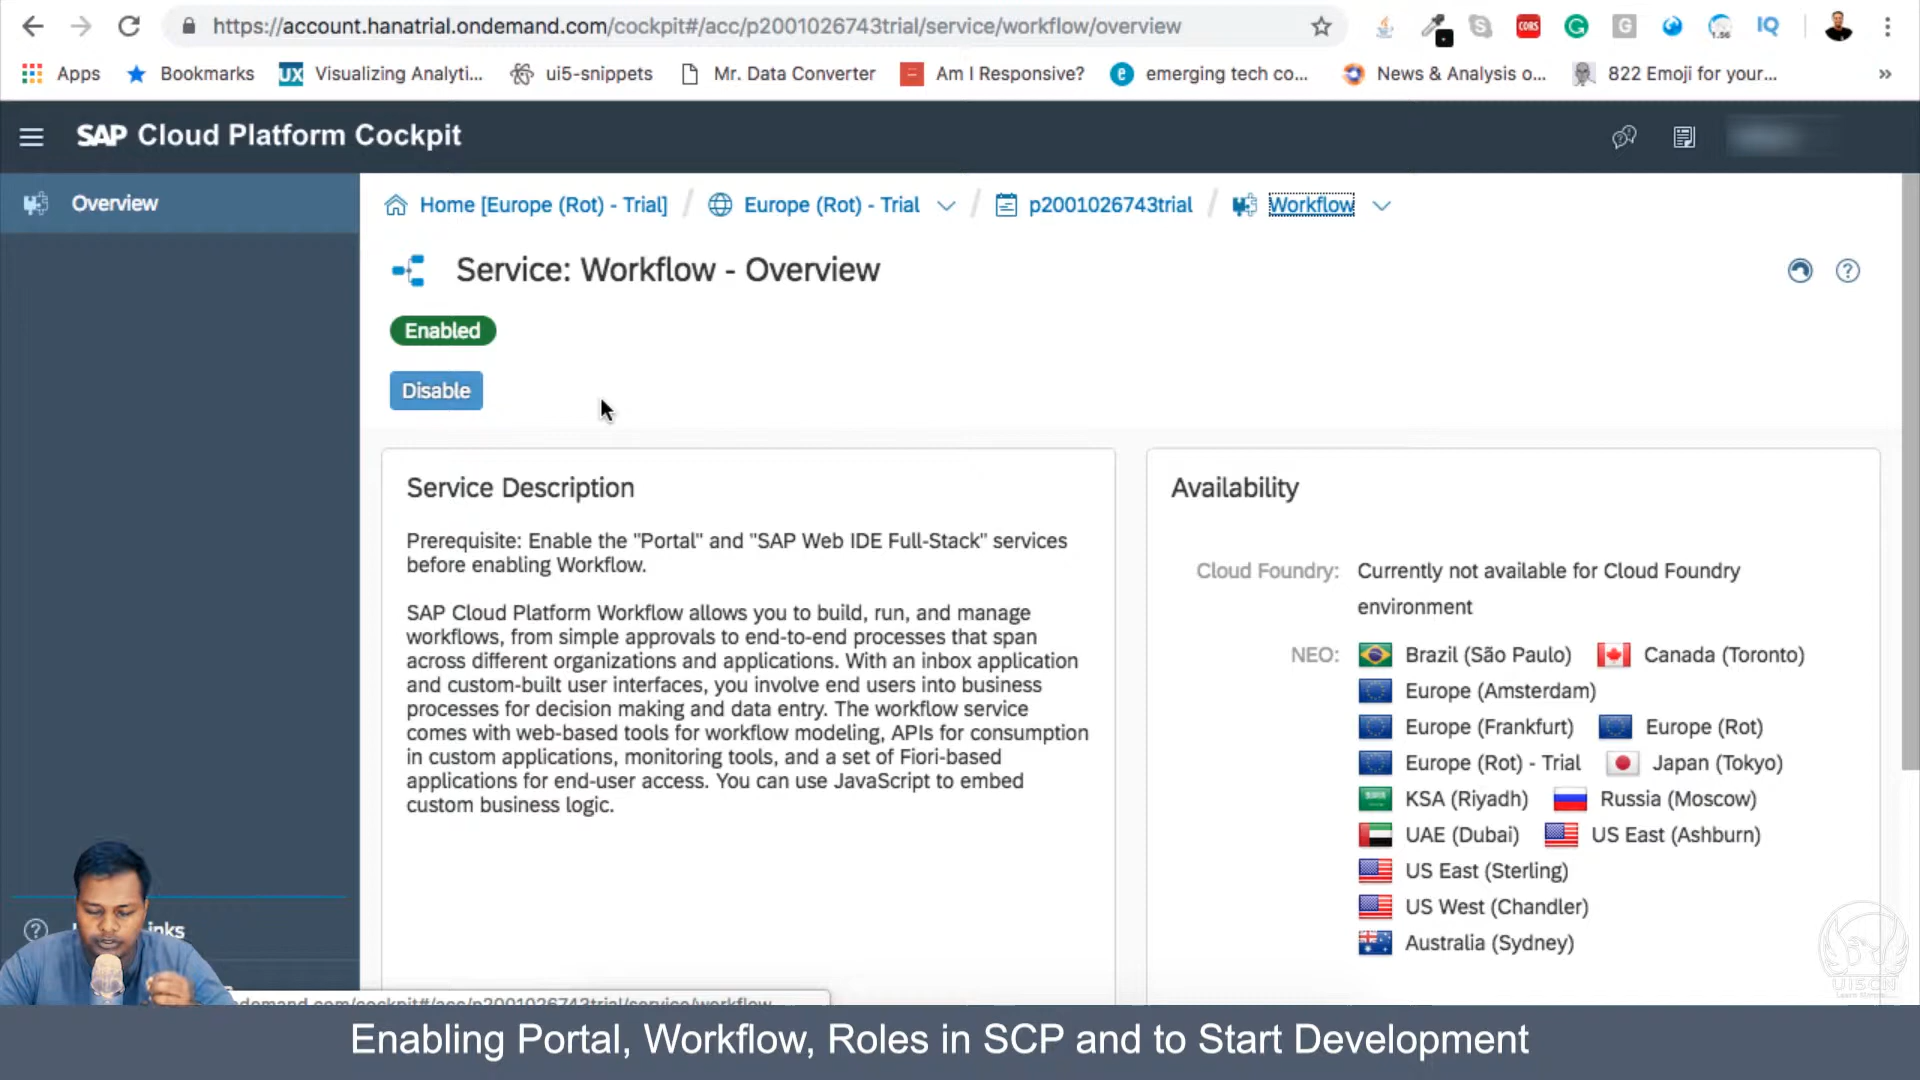 https://account.hanatrial.ondemand.com/cockpit#/acc/p2001026743trial/service/workflow/overview
Apps Bookmarks UX Visualizing Analyti... ui5-snippets Mr. Data Converter Am I Responsive? emerging tech co... News & Analysis o... 822 Emoji for your... »
SAP Cloud Platform Cockpit
Overview
Home [Europe (Rot) - Trial] / Europe (Rot) - Trial / p2001026743trial / Workflow
Service: Workflow - Overview
Enabled
Disable
Service Description
Prerequisite: Enable the "Portal" and "SAP Web IDE Full-Stack" services
before enabling Workflow.
SAP Cloud Platform Workflow allows you to build, run, and manage
workflows, from simple approvals to end-to-end processes that span
across different organizations and applications. With an inbox application
and custom-built user interfaces, you involve end users into business
processes for decision making and data entry. The workflow service
comes with web-based tools for workflow modeling, APIs for consumption
in custom applications, monitoring tools, and a set of Fiori-based
applications for end-user access. You can use JavaScript to embed
custom business logic.
Availability
Cloud Foundry: Currently not available for Cloud Foundry
environment
NEO: Brazil (São Paulo) Canada (Toronto)
Europe (Amsterdam)
Europe (Frankfurt) Europe (Rot)
Europe (Rot) - Trial Japan (Tokyo)
KSA (Riyadh) Russia (Moscow)
UAE (Dubai) US East (Ashburn)
US East (Sterling)
US West (Chandler)
Australia (Sydney)
UISCN
Enabling Portal, Workflow, Roles in SCP and to Start Development